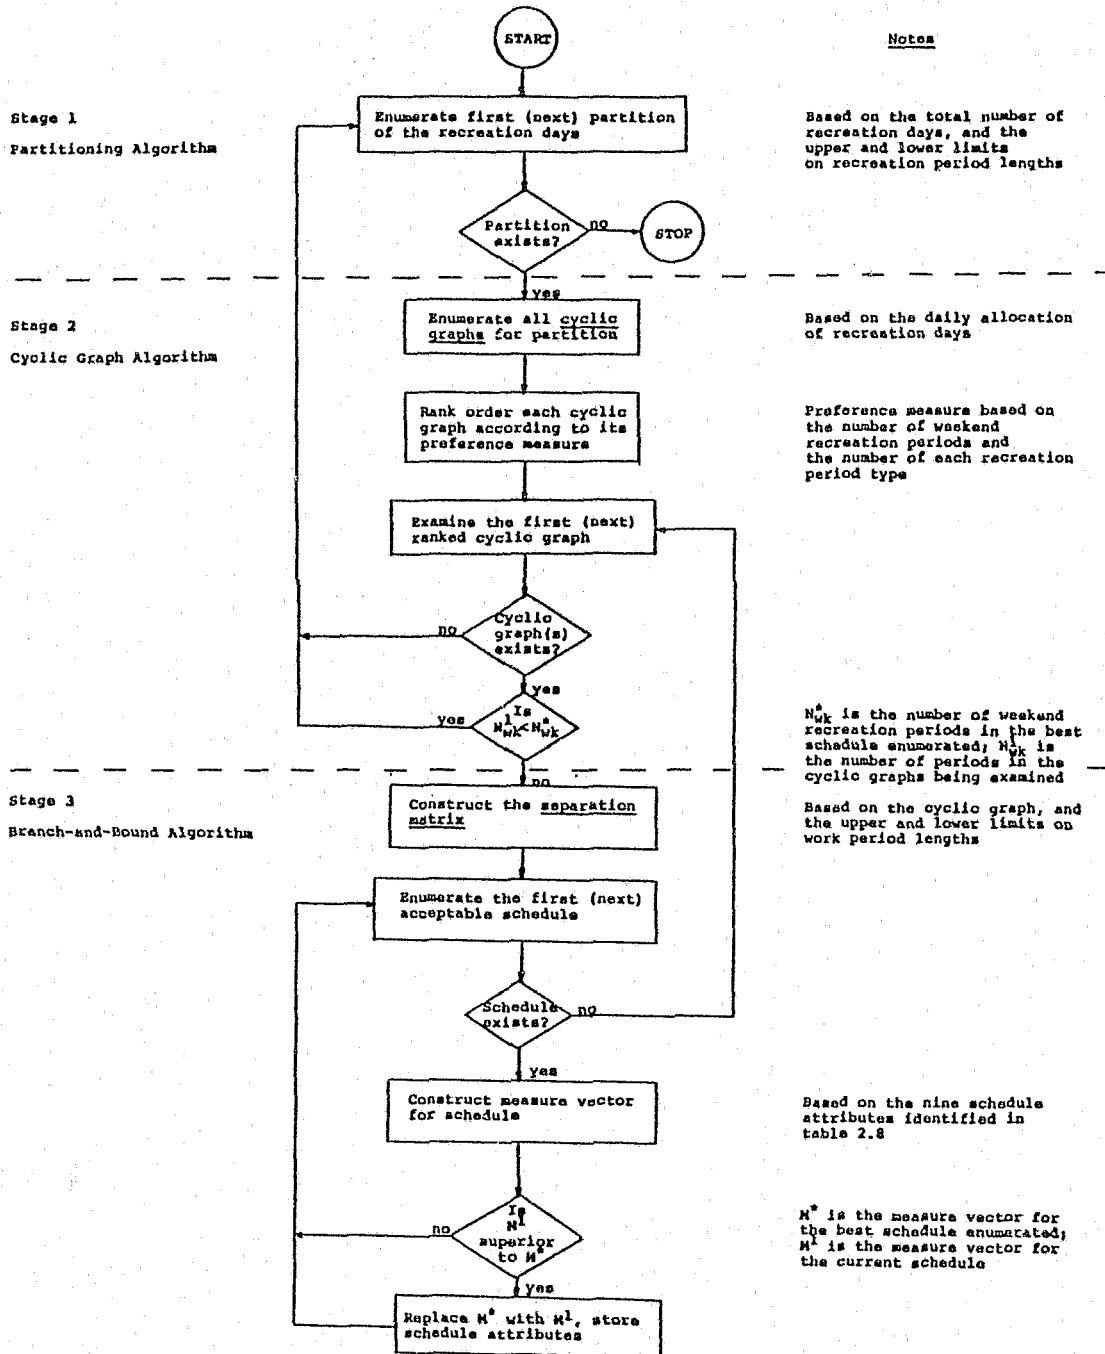 START
Notes
Stage 1
Partitioning Algorithm
Enumerate first (next) partition
of the recreation days
Based on the total number of
recreation days, and the
upper and lower limits
on recreation period lengths
Partition
exists?
no
STOP
yes
Stage 2
Cyclic Graph Algorithm
Enumerate all cyclic
graphs for partition
Based on the daily allocation
of recreation days
Rank order each cyclic
graph according to its
preference measure
Preference measure based on
the number of weekend
recreation periods and
the number of each recreation
period type
Examine the first (next)
ranked cyclic graph
no
Cyclic
graph(s)
exists?
yes
yes
Is
N¹wk<N*wk
no
N*wk is the number of weekend
recreation periods in the best
schedule enumerated; N¹wk is
the number of periods in the
cyclic graphs being examined
Stage 3
Branch-and-Bound Algorithm
Construct the separation
matrix
Based on the cyclic graph, and
the upper and lower limits on
work period lengths
Enumerate the first (next)
acceptable schedule
Schedule
exists?
no
yes
Construct measure vector
for schedule
Based on the nine schedule
attributes identified in
table 2.8
no
Is
M¹
superior
to M*
yes
M* is the measure vector for
the best schedule enumerated;
M¹ is the measure vector for
the current schedule
Replace M* with M¹, store
schedule attributes